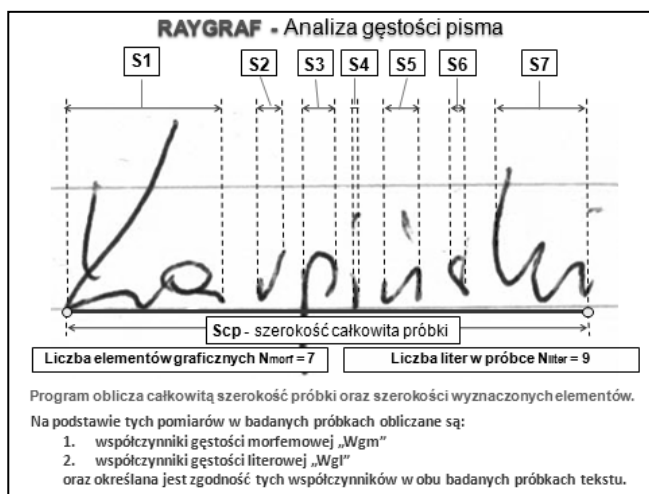 RAYGRAF - Analiza gęstości pisma
S1 S2 S3 S4 S5 S6 S7
Karpiński
Scp - szerokość całkowita próbki
Liczba elementów graficznych Nmorf = 7 Liczba liter w próbce Nliter = 9
Program oblicza całkowitą szerokość próbki oraz szerokości wyznaczonych elementów.
Na podstawie tych pomiarów w badanych próbkach obliczane są:
1. współczynniki gęstości morfemowej „Wgm”
2. współczynniki gęstości literowej „Wgl”
oraz określana jest zgodność tych współczynników w obu badanych próbkach tekstu.